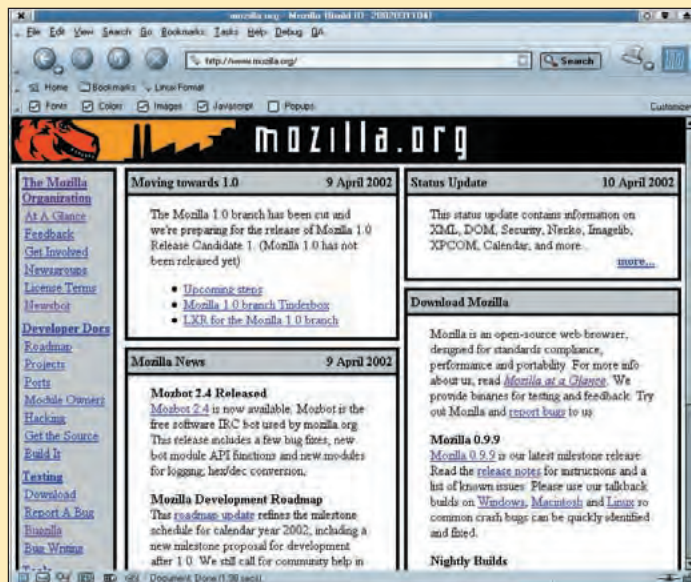 mozilla.org - Mozilla {Build ID: 2002031104}
File Edit View Search Go Bookmarks Tasks Help Debug QA
http://www.mozilla.org/
Search
Home Bookmarks Linux Format
Fonts Colors Images Javascript Popups
Customize
mozilla.org
The Mozilla
Organization
At A Glance
Feedback
Get Involved
Newsgroups
License Terms
Newsbot
Developer Docs
Roadmap
Projects
Ports
Module Owners
Hacking
Get the Source
Build It
Testing
Download
Report A Bug
Bugzilla
Bug Writing
Tools
Moving towards 1.0 9 April 2002
The Mozilla 1.0 branch has been cut and
we're preparing for the release of Mozilla 1.0
Release Candidate 1. (Mozilla 1.0 has not
been released yet)
• Upcoming steps
• Mozilla 1.0 branch Tinderbox
• LXR for the Mozilla 1.0 branch
Mozilla News 9 April 2002
Mozbot 2.4 Released
Mozbot 2.4 is now available. Mozbot is the
free software IRC bot used by mozilla.org.
This release includes a few bug fixes, new
bot module API functions and new modules
for logging, hex/dec conversion.
Mozilla Development Roadmap
This roadmap update refines the milestone
schedule for calendar year 2002, including a
new milestone proposal for development
after 1.0. We still call for community help in
Status Update 10 April 2002
This status update contains information on
XML, DOM, Security, Necko, Imagelib,
XPCOM, Calendar, and more...
more...
Download Mozilla
Mozilla is an open-source web browser,
designed for standards compliance,
performance and portability. For more info
about us, read Mozilla at a Glance. We
provide binaries for testing and feedback. Try
out Mozilla and report bugs to us.
Mozilla 0.9.9
Mozilla 0.9.9 is our latest milestone release.
Read the release notes for instructions and a
list of known issues. Please use our talkback
builds on Windows, Macintosh and Linux so
common crash bugs can be quickly identified
and fixed.
Nightly Builds
Document: Done (1.98 secs)